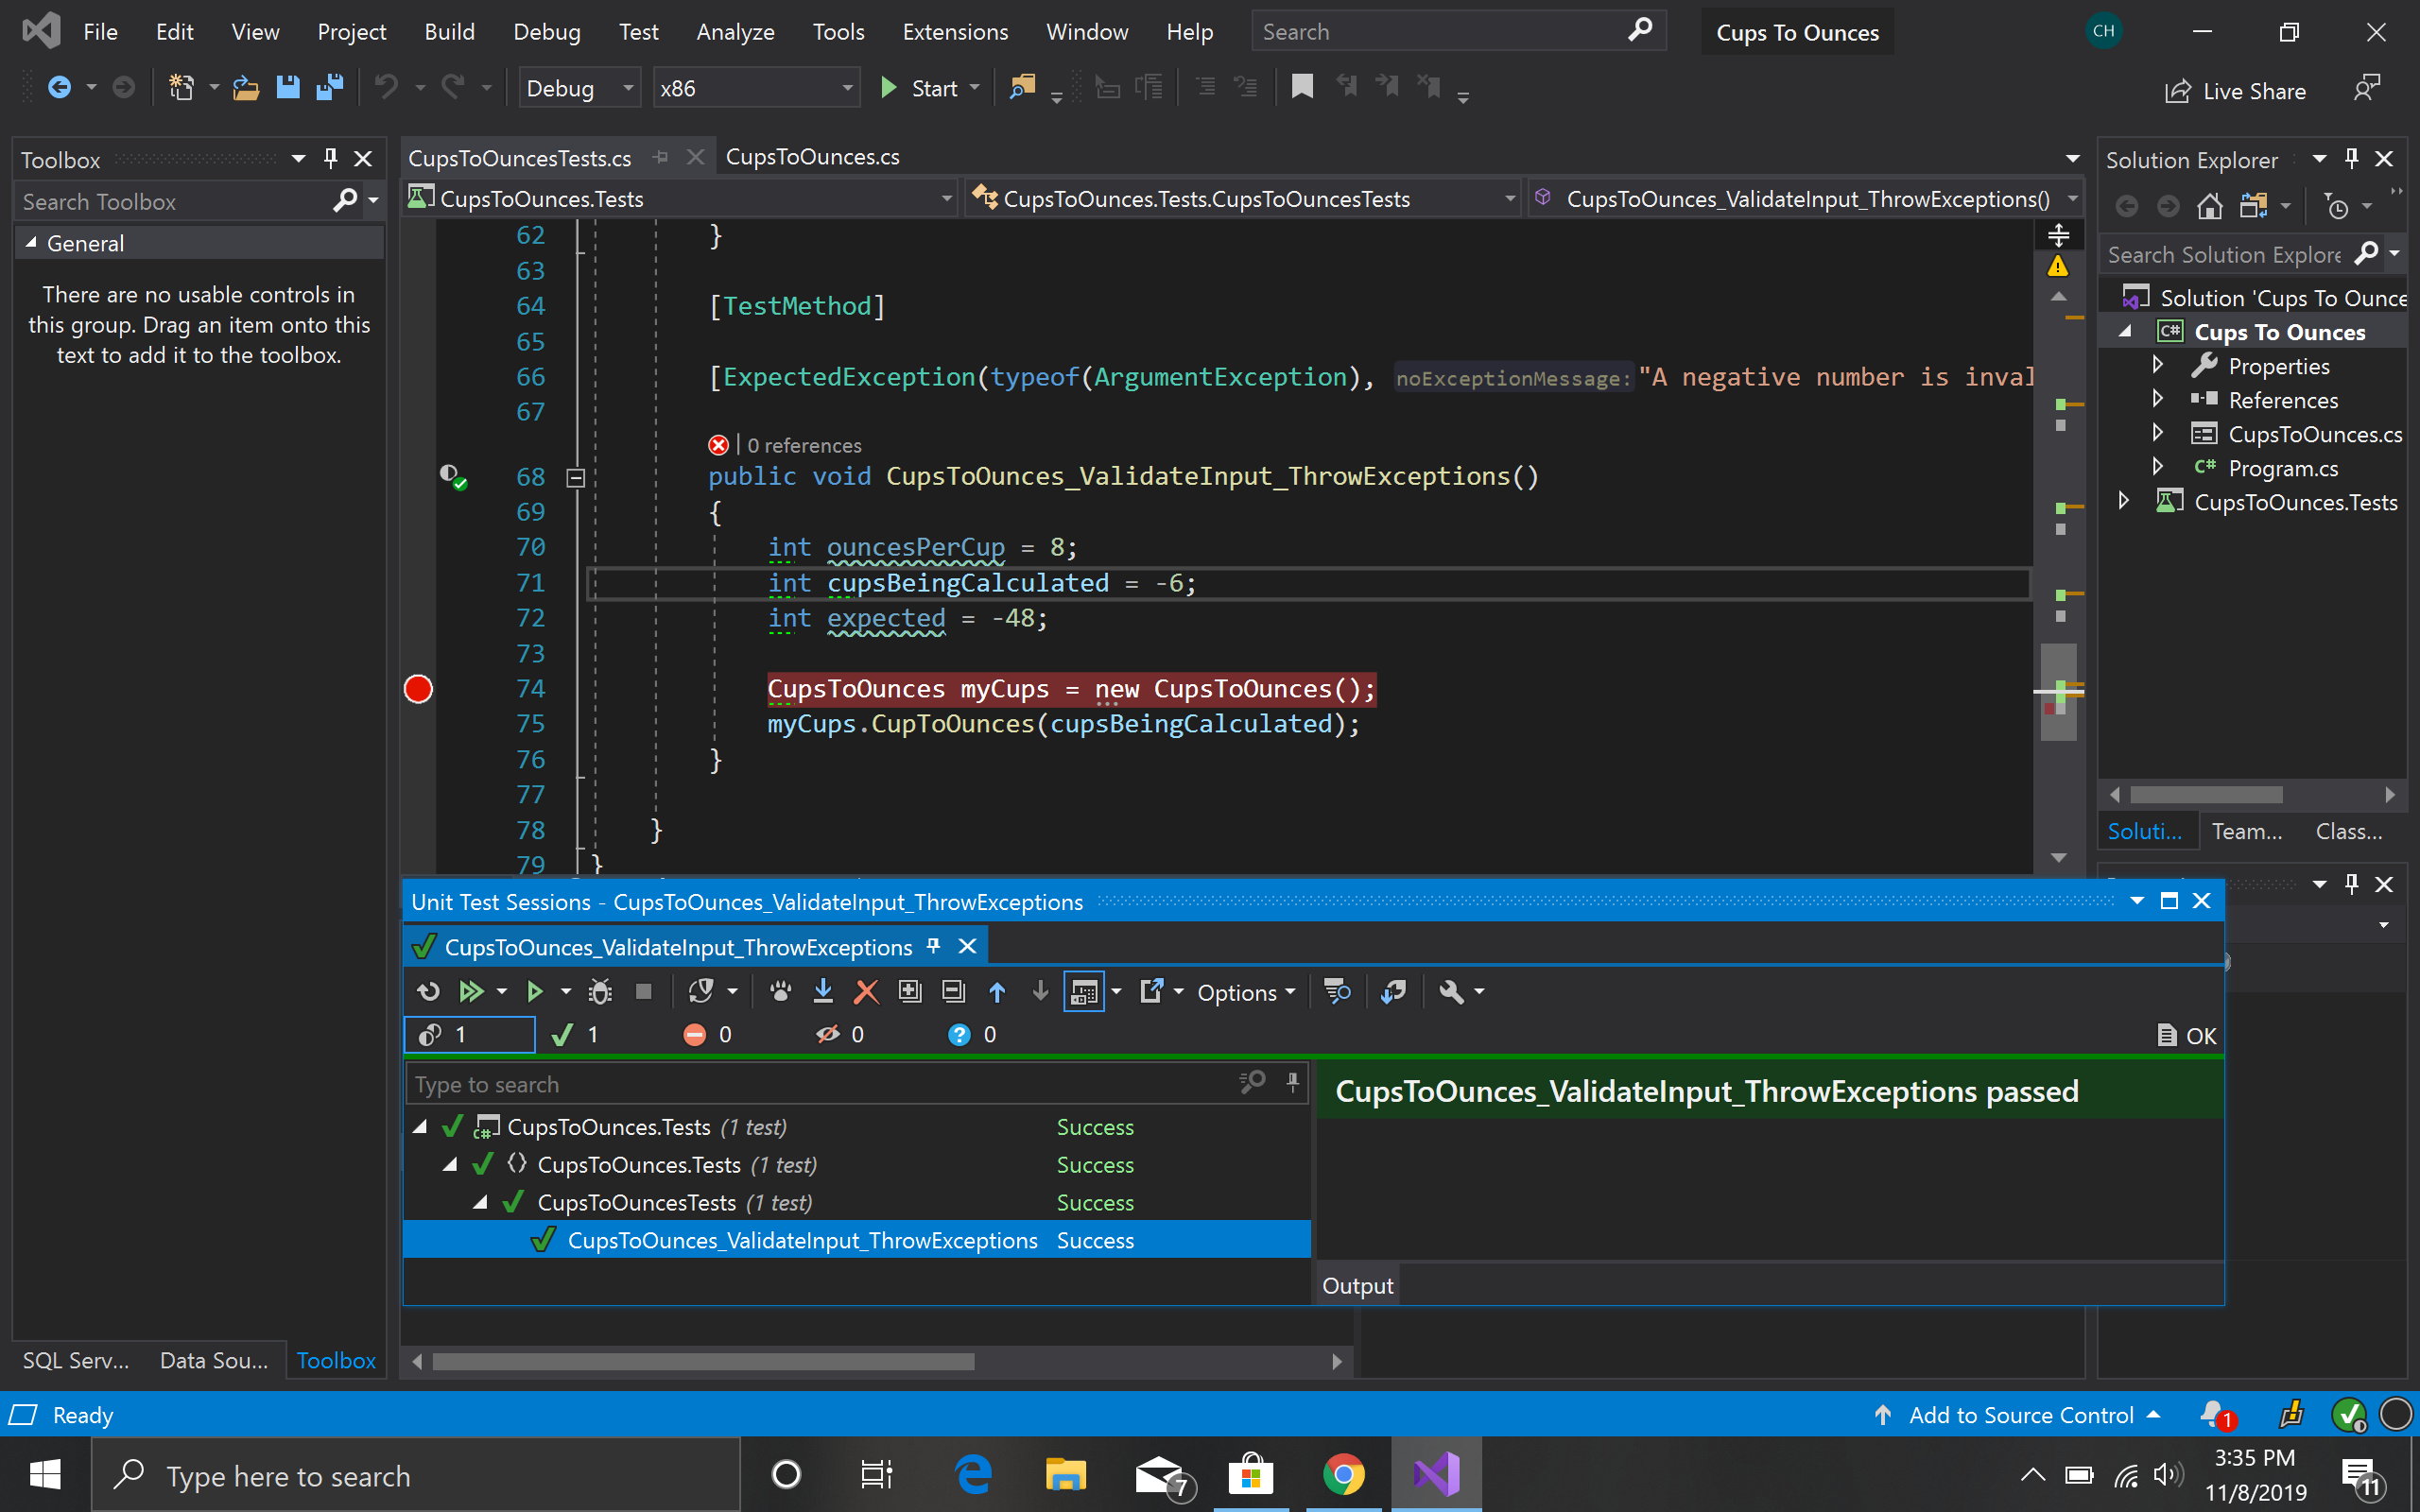 File Edit View Project Build Debug Test Analyze Tools Extensions Window Help Search Cups To Ounces CH
Debug x86 Start Live Share
Toolbox
Search Toolbox
General
There are no usable controls in
this group. Drag an item onto this
text to add it to the toolbox.
SQL Serv... Data Sou... Toolbox
CupsToOuncesTests.cs CupsToOunces.cs
CupsToOunces.Tests CupsToOunces.Tests.CupsToOuncesTests CupsToOunces_ValidateInput_ThrowExceptions()
62 }
63
64 [TestMethod]
65
66 [ExpectedException(typeof(ArgumentException), noExceptionMessage: "A negative number is inval
67
0 references
68 public void CupsToOunces_ValidateInput_ThrowExceptions()
69 {
70 int ouncesPerCup = 8;
71 int cupsBeingCalculated = -6;
72 int expected = -48;
73
74 CupsToOunces myCups = new CupsToOunces();
75 myCups.CupToOunces(cupsBeingCalculated);
76 }
77
78 }
79 }
Solution Explorer
Search Solution Explore
Solution 'Cups To Ounce
C# Cups To Ounces
Properties
References
CupsToOunces.cs
C# Program.cs
CupsToOunces.Tests
Soluti... Team... Class...
Unit Test Sessions - CupsToOunces_ValidateInput_ThrowExceptions
CupsToOunces_ValidateInput_ThrowExceptions
Options
1 1 0 0 0 OK
Type to search
CupsToOunces.Tests (1 test) Success
CupsToOunces.Tests (1 test) Success
CupsToOuncesTests (1 test) Success
CupsToOunces_ValidateInput_ThrowExceptions Success
CupsToOunces_ValidateInput_ThrowExceptions passed
Output
Ready Add to Source Control 1
Type here to search 7 3:35 PM
11/8/2019 11